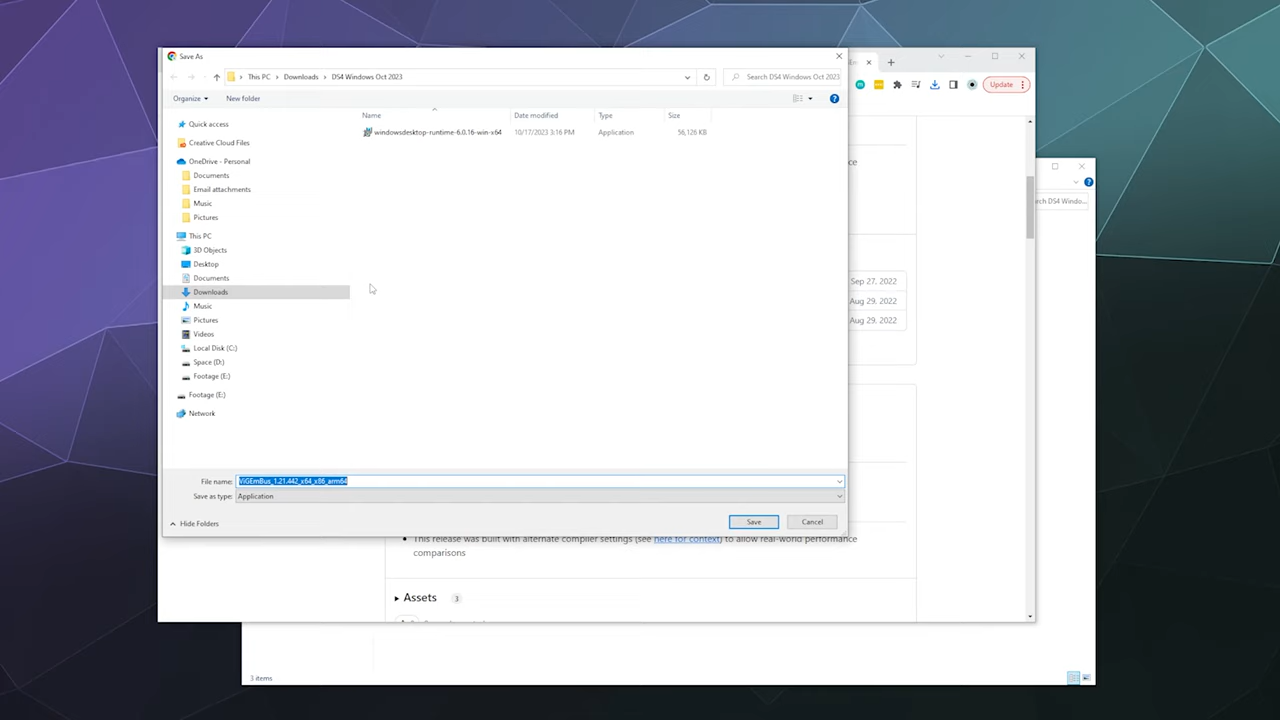 Save As
This PC > Downloads > DS4 Windows Oct 2023
Search DS4 Windows Oct 2023
Update
Organize
New folder
Name
Date modified
Type
Size
windowsdesktop-runtime-6.0.16-win-x64
10/17/2023 3:16 PM
Application
56,126 KB
Quick access
Creative Cloud Files
OneDrive - Personal
Documents
Email attachments
Music
Pictures
This PC
3D Objects
Desktop
Documents
Downloads
Music
Pictures
Videos
Local Disk (C:)
Space (D:)
Footage (E:)
Footage (E:)
Network
Sep 27, 2022
Aug 29, 2022
Aug 29, 2022
File name:
ViGEmBus_1.21.442_x64_x86_arm64
Save as type:
Application
Hide Folders
Save
Cancel
This release was built with alternate compiler settings (see here for context) to allow real-world performance
comparisons
Assets 3
3 items